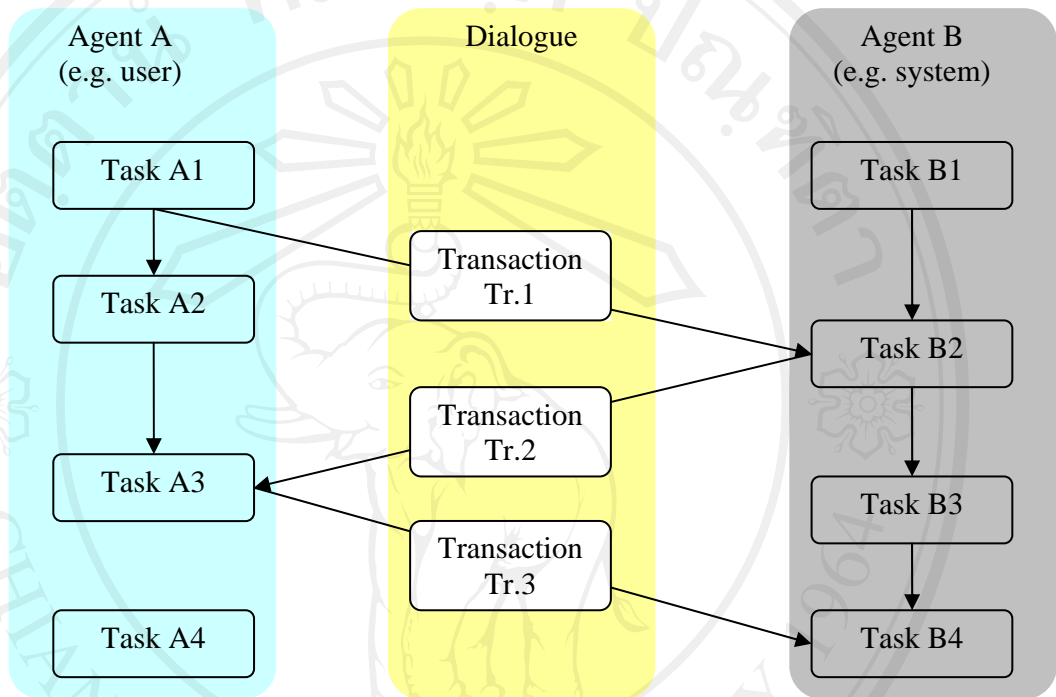 Agent A
(e.g. user)
Dialogue
Agent B
(e.g. system)
Task A1
Task B1
Transaction
Tr.1
Task A2
Task B2
Transaction
Tr.2
Task A3
Task B3
Transaction
Tr.3
Task A4
Task B4
1964